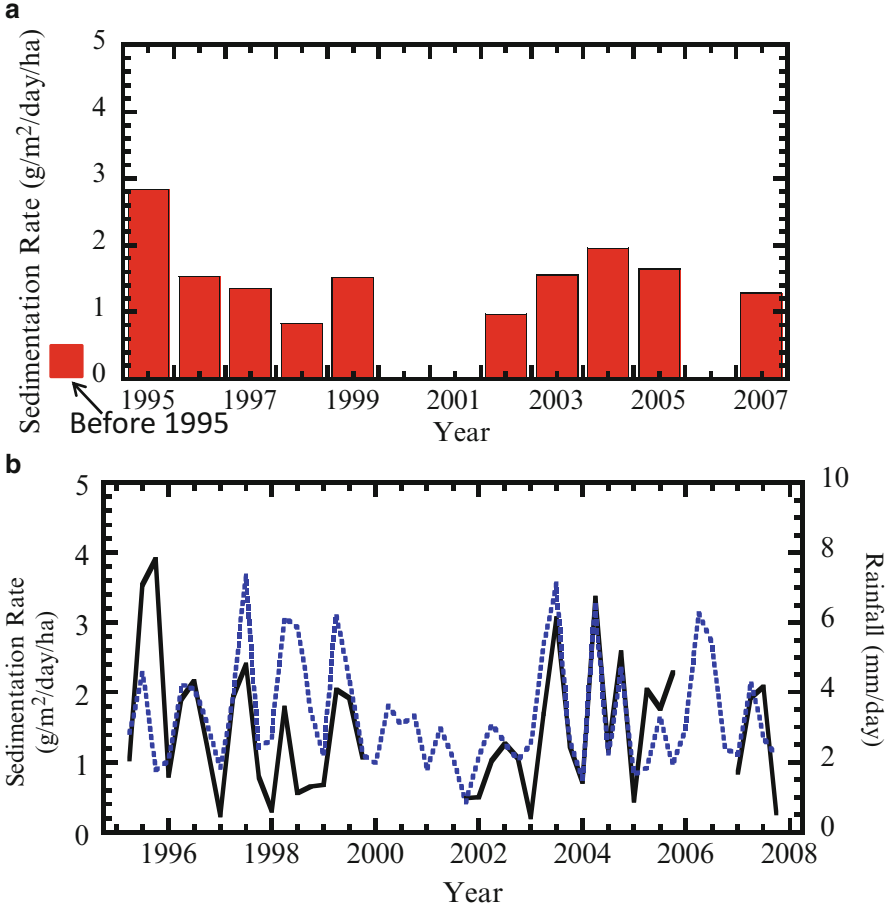 a
Sedimentation Rate (g/m²/day/ha)
5
4
3
2
1
0
1995 1997 1999 2001 2003 2005 2007
Before 1995
Year
b
Sedimentation Rate
(g/m²/day/ha)
5
4
3
2
1
0
10
8
6
4
2
0
Rainfall (mm/day)
1996 1998 2000 2002 2004 2006 2008
Year